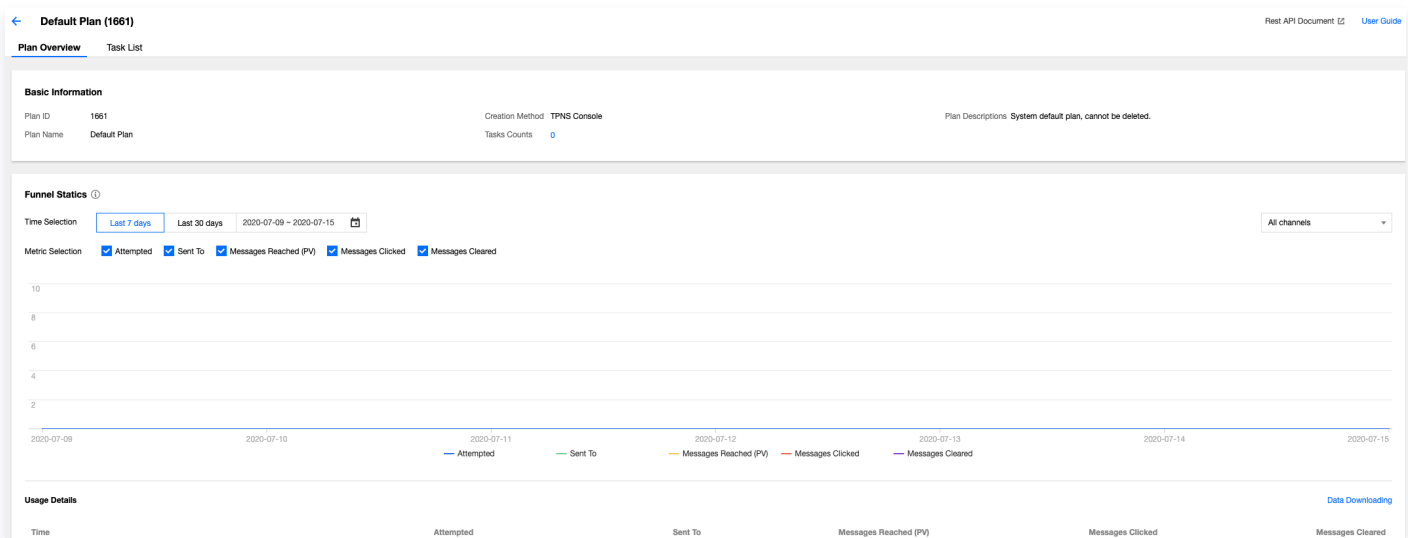 Default Plan (1661) Rest API Document User Guide
Plan Overview Task List
Basic Information
Plan ID 1661 Creation Method TPNS Console Plan Descriptions System default plan, cannot be deleted.
Plan Name Default Plan Tasks Counts 0
Funnel Statics
Time Selection Last 7 days Last 30 days 2020-07-09 ~ 2020-07-15 All channels
Metric Selection Attempted Sent To Messages Reached (PV) Messages Clicked Messages Cleared
10
8
6
4
2
2020-07-09 2020-07-10 2020-07-11 2020-07-12 2020-07-13 2020-07-14 2020-07-15
Attempted Sent To Messages Reached (PV) Messages Clicked Messages Cleared
Usage Details Data Downloading
Time Attempted Sent To Messages Reached (PV) Messages Clicked Messages Cleared